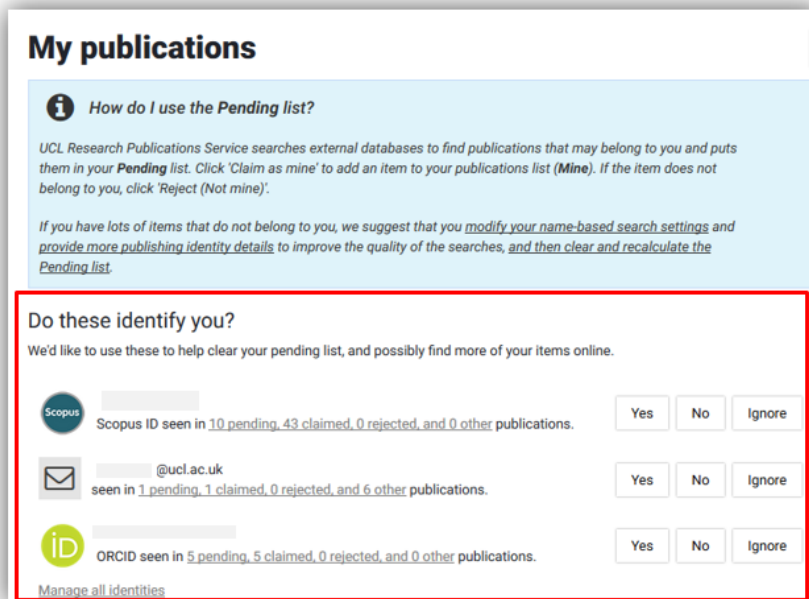 My publications
How do I use the Pending list?
UCL Research Publications Service searches external databases to find publications that may belong to you and puts
them in your Pending list. Click 'Claim as mine' to add an item to your publications list (Mine). If the item does not
belong to you, click 'Reject (Not mine)'.
If you have lots of items that do not belong to you, we suggest that you modify your name-based search settings and
provide more publishing identity details to improve the quality of the searches, and then clear and recalculate the
Pending list.
Do these identify you?
We'd like to use these to help clear your pending list, and possibly find more of your items online.
Scopus
Scopus ID seen in 10 pending, 43 claimed, 0 rejected, and 0 other publications.
Yes No Ignore
@ucl.ac.uk
seen in 1 pending, 1 claimed, 0 rejected, and 6 other publications.
Yes No Ignore
iD
ORCID seen in 5 pending, 5 claimed, 0 rejected, and 0 other publications.
Yes No Ignore
Manage all identities